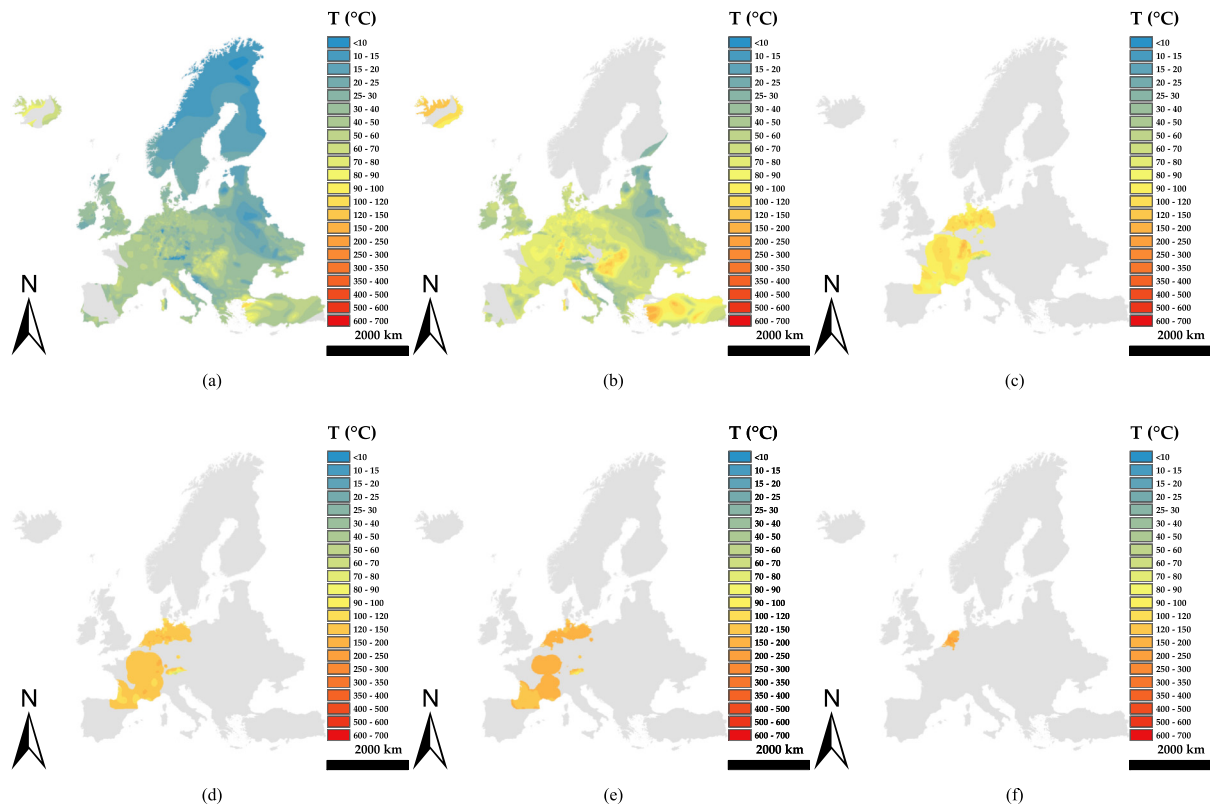 T (°C)
<10
10 - 15
15 - 20
20 - 25
25- 30
30 - 40
40 - 50
50 - 60
60 - 70
70 - 80
80 - 90
90 - 100
100 - 120
120 - 150
150 - 200
200 - 250
250 - 300
300 - 350
350 - 400
400 - 500
500 - 600
600 - 700
2000 km
N
(a)
T (°C)
<10
10 - 15
15 - 20
20 - 25
25- 30
30 - 40
40 - 50
50 - 60
60 - 70
70 - 80
80 - 90
90 - 100
100 - 120
120 - 150
150 - 200
200 - 250
250 - 300
300 - 350
350 - 400
400 - 500
500 - 600
600 - 700
2000 km
N
(b)
T (°C)
<10
10 - 15
15 - 20
20 - 25
25- 30
30 - 40
40 - 50
50 - 60
60 - 70
70 - 80
80 - 90
90 - 100
100 - 120
120 - 150
150 - 200
200 - 250
250 - 300
300 - 350
350 - 400
400 - 500
500 - 600
600 - 700
2000 km
N
(c)
T (°C)
<10
10 - 15
15 - 20
20 - 25
25- 30
30 - 40
40 - 50
50 - 60
60 - 70
70 - 80
80 - 90
90 - 100
100 - 120
120 - 150
150 - 200
200 - 250
250 - 300
300 - 350
350 - 400
400 - 500
500 - 600
600 - 700
2000 km
N
(d)
T (°C)
<10
10 - 15
15 - 20
20 - 25
25- 30
30 - 40
40 - 50
50 - 60
60 - 70
70 - 80
80 - 90
90 - 100
100 - 120
120 - 150
150 - 200
200 - 250
250 - 300
300 - 350
350 - 400
400 - 500
500 - 600
600 - 700
2000 km
N
(e)
T (°C)
<10
10 - 15
15 - 20
20 - 25
25- 30
30 - 40
40 - 50
50 - 60
60 - 70
70 - 80
80 - 90
90 - 100
100 - 120
120 - 150
150 - 200
200 - 250
250 - 300
300 - 350
350 - 400
400 - 500
500 - 600
600 - 700
2000 km
N
(f)